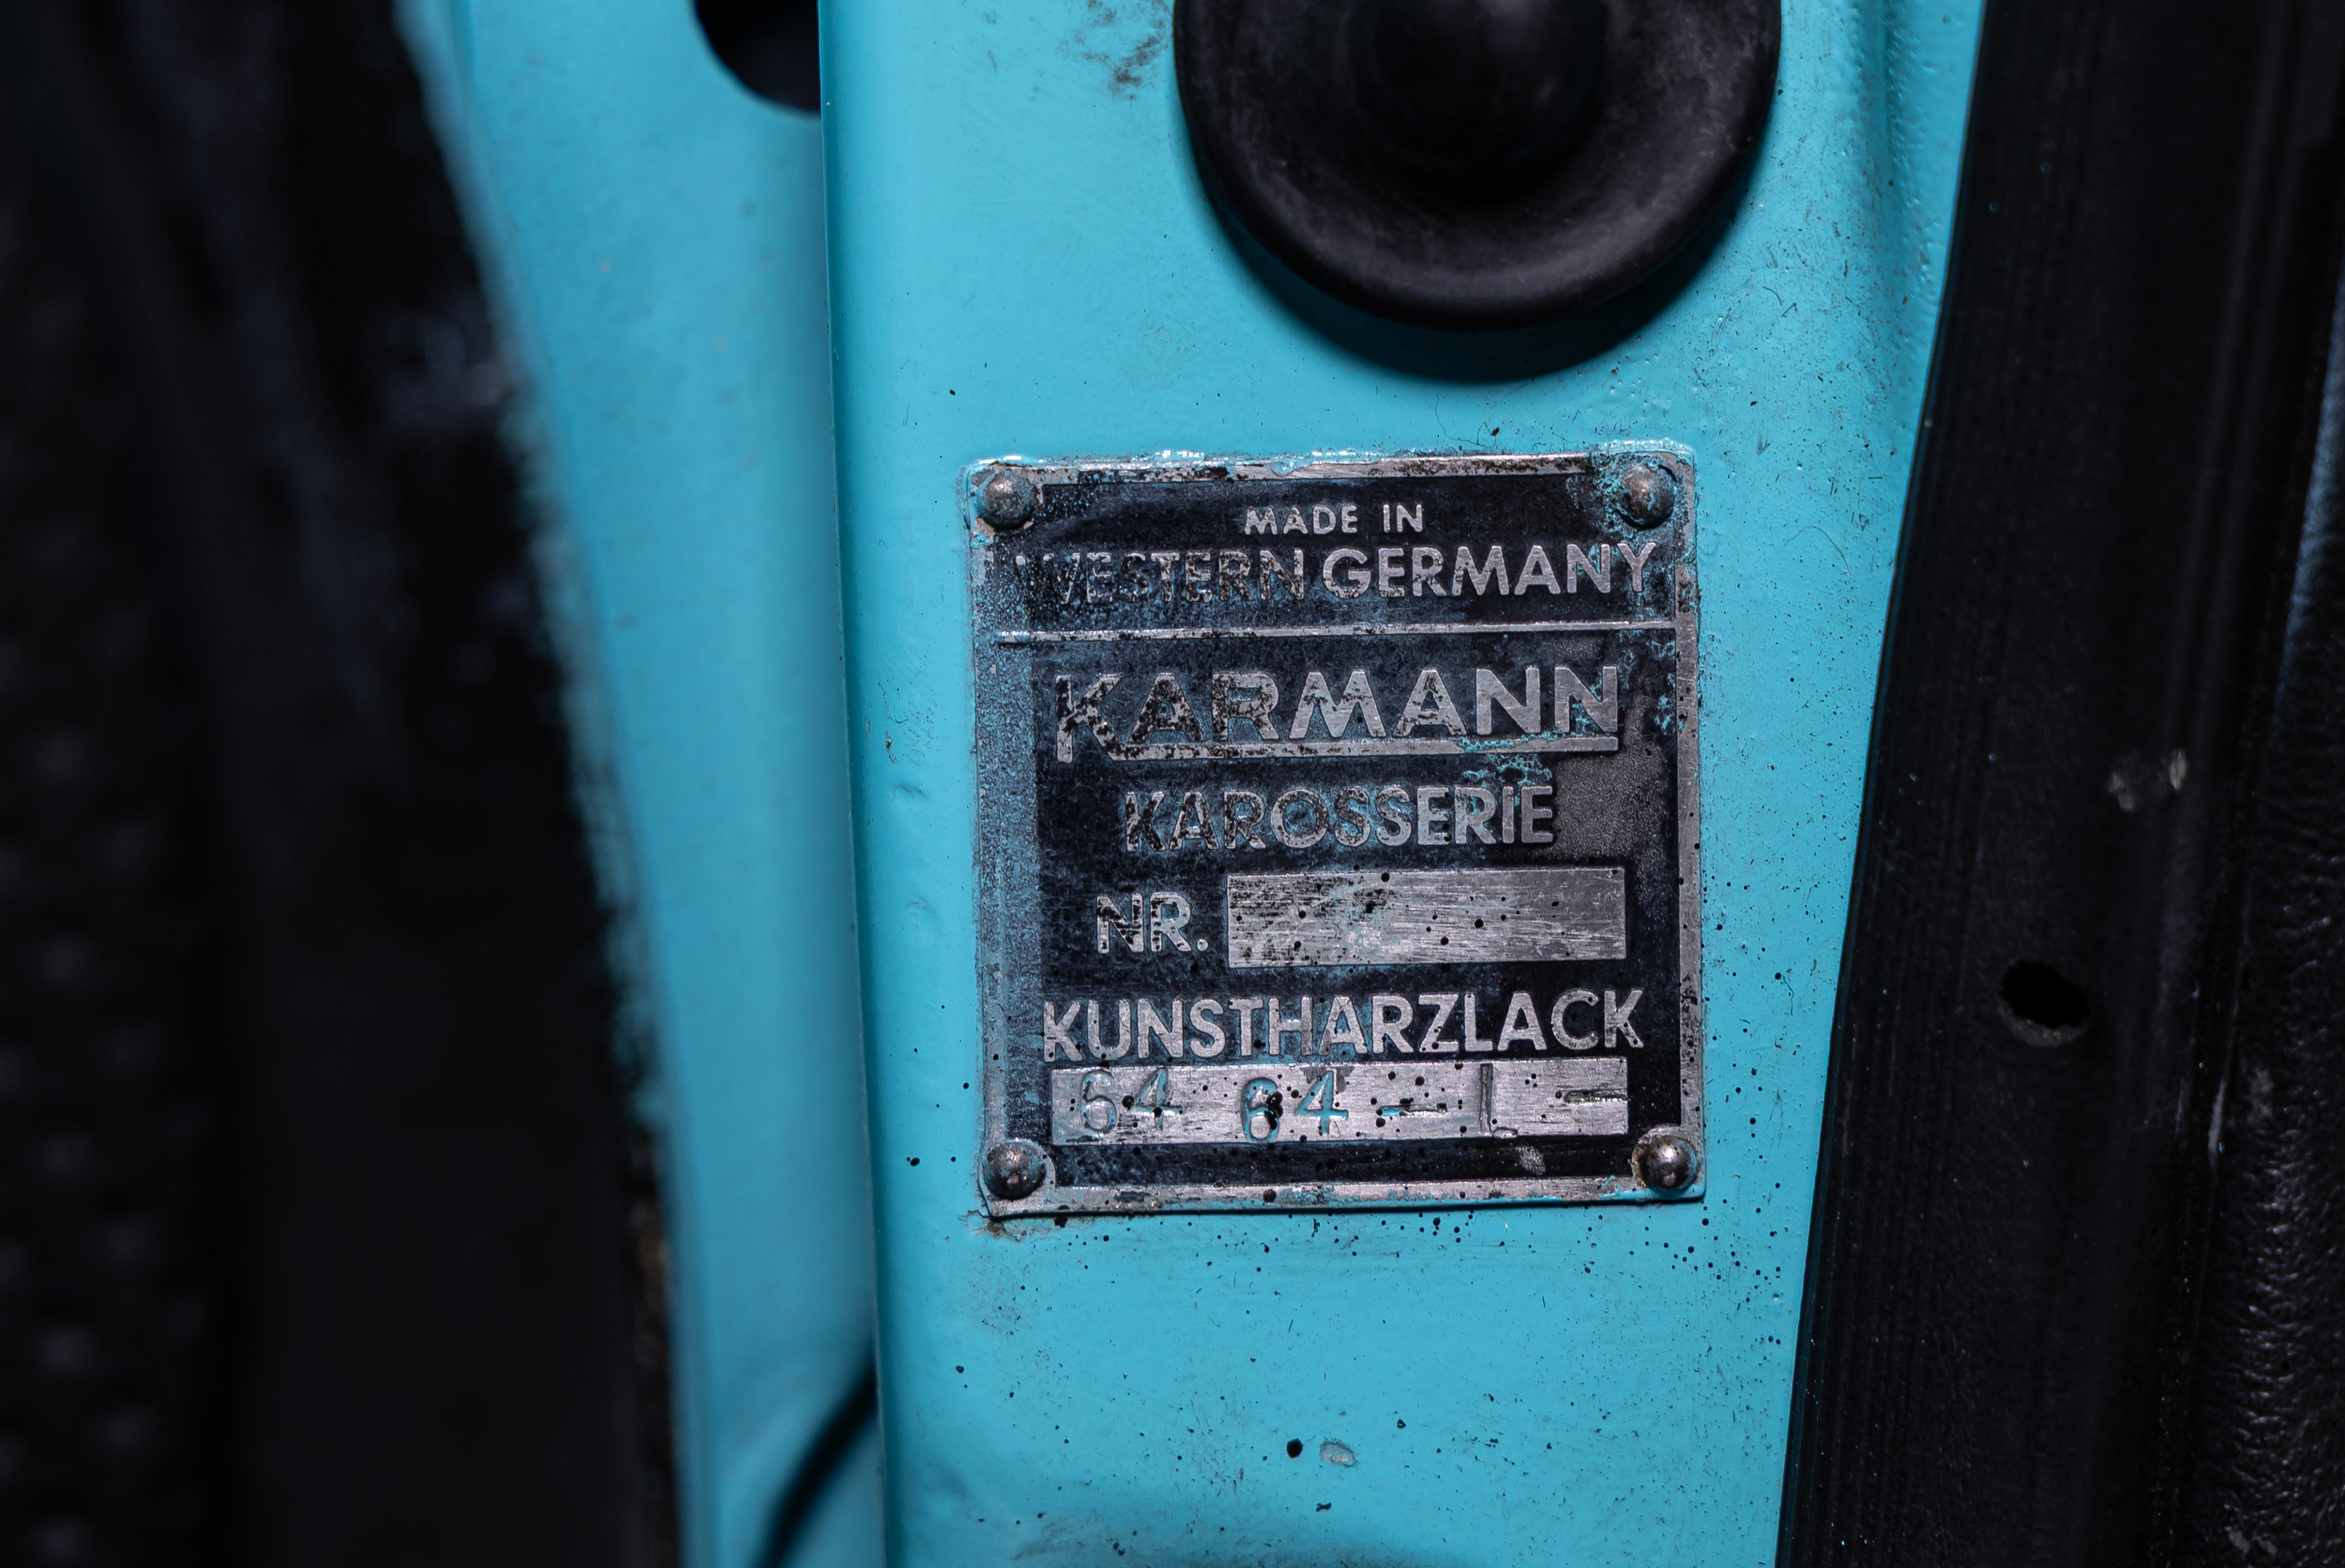 MADE IN
WESTERN GERMANY
KARMANN
KAROSSERIE
NR.
KUNSTHARZLACK
64 64 - L -